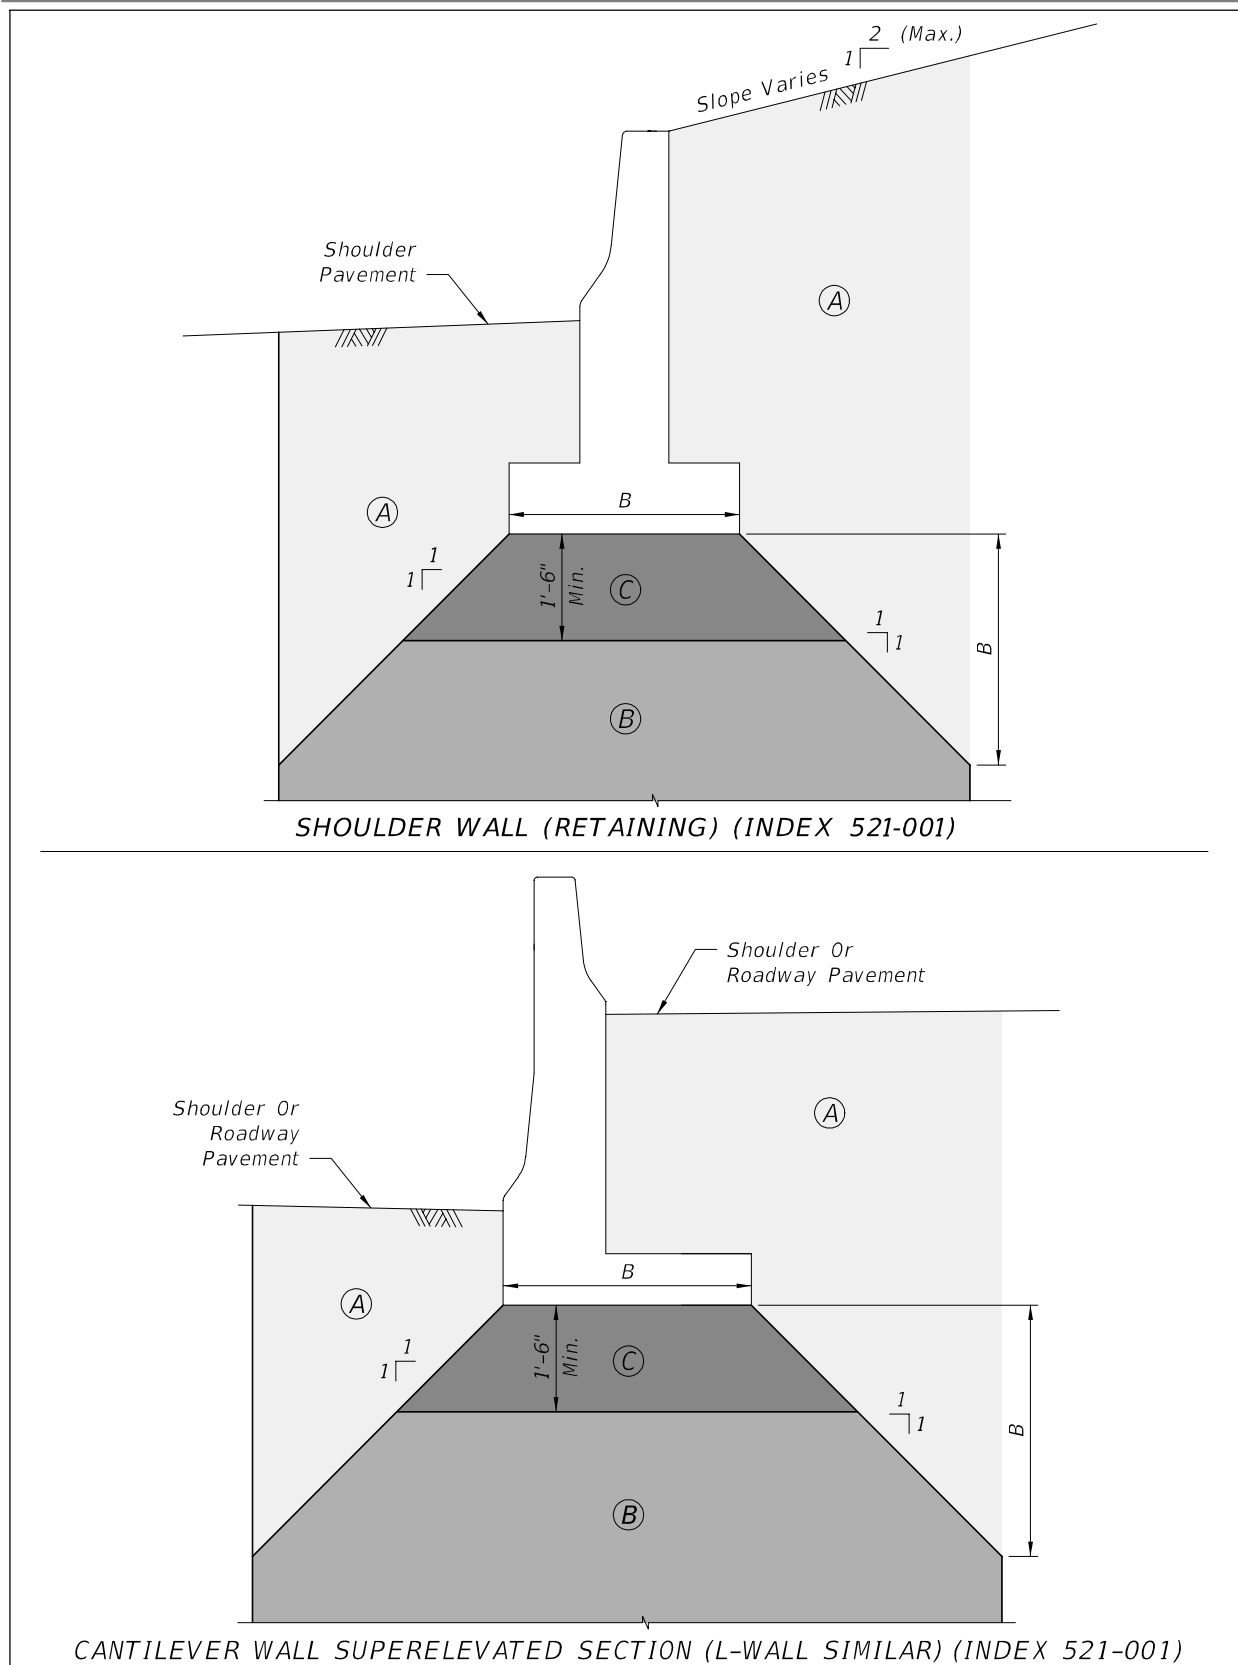 2 (Max.)
1
Slope Varies
Shoulder
Pavement
A
A
B
1
1
1'-6"
Min.
C
1
1
B
B
SHOULDER WALL (RETAINING) (INDEX 521-001)
Shoulder Or
Roadway Pavement
A
Shoulder Or
Roadway
Pavement
B
A
1
1
1'-6"
Min.
C
1
1
B
B
CANTILEVER WALL SUPERELEVATED SECTION (L-WALL SIMILAR) (INDEX 521-001)